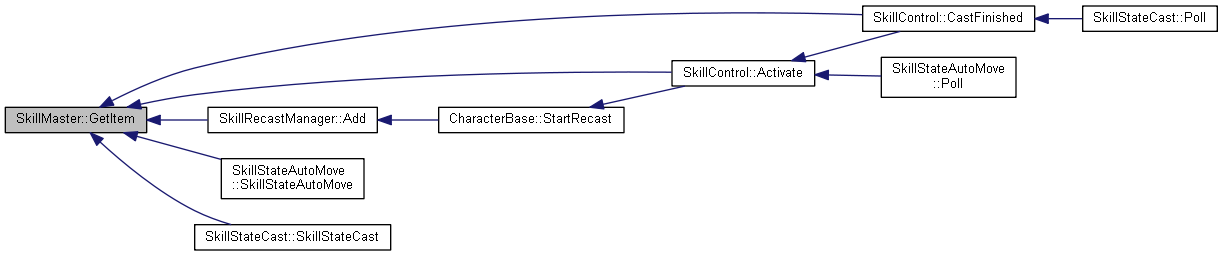 SkillControl::CastFinished
SkillStateCast::Poll
SkillControl::Activate
SkillStateAutoMove
::Poll
SkillMaster::GetItem
SkillRecastManager::Add
CharacterBase::StartRecast
SkillStateAutoMove
::SkillStateAutoMove
SkillStateCast::SkillStateCast